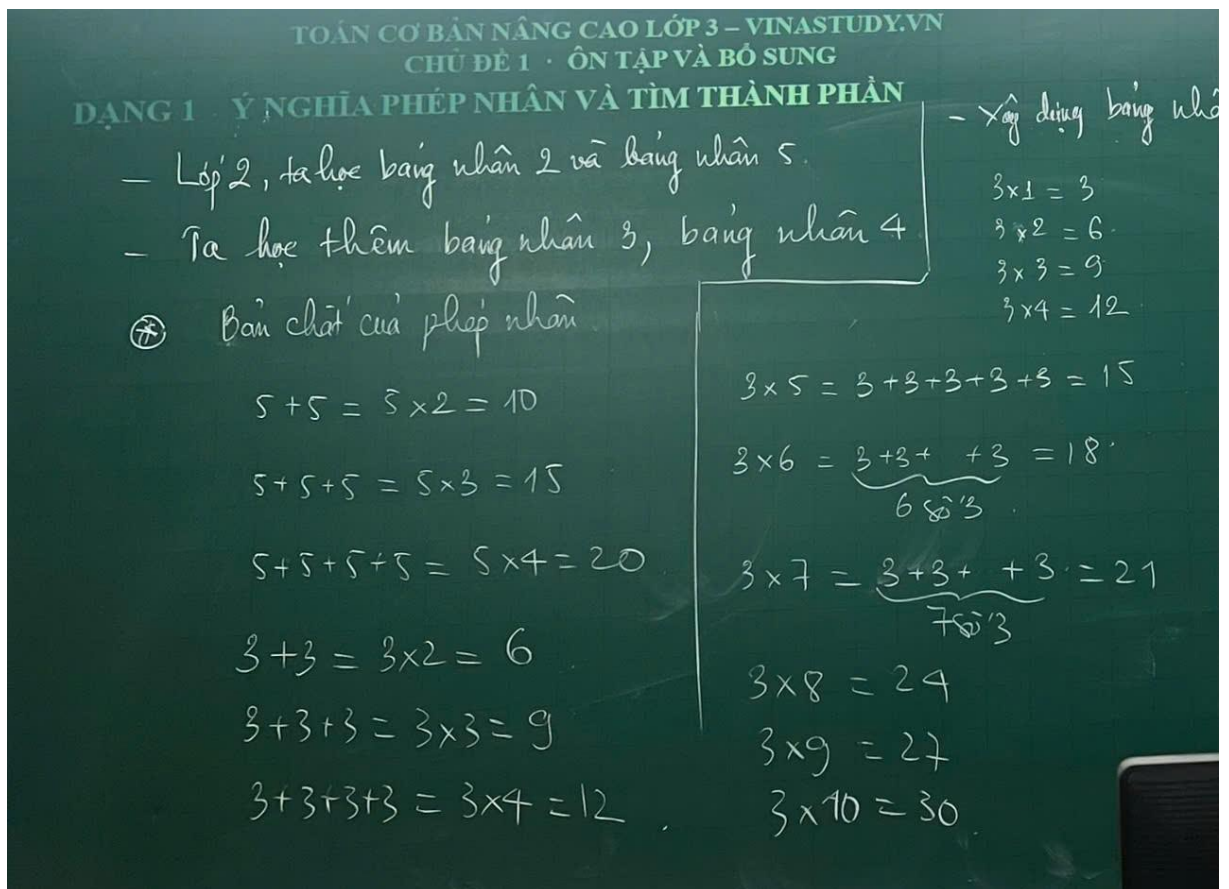 TOÁN CƠ BẢN NÂNG CAO LỚP 3 – VINASTUDY.VN
CHỦ ĐỀ 1 · ÔN TẬP VÀ BỔ SUNG
DẠNG 1 Ý NGHĨA PHÉP NHÂN VÀ TÌM THÀNH PHẦN
– Lớp 2, ta học bảng nhân 2 và bảng nhân 5.
– Ta học thêm bảng nhân 3, bảng nhân 4
* Bản chất của phép nhân
5 + 5 = 5 × 2 = 10
5 + 5 + 5 = 5 × 3 = 15
5 + 5 + 5 + 5 = 5 × 4 = 20
3 + 3 = 3 × 2 = 6
3 + 3 + 3 = 3 × 3 = 9
3 + 3 + 3 + 3 = 3 × 4 = 12
– Xây dựng bảng
3 × 1 = 3
3 × 2 = 6
3 × 3 = 9
3 × 4 = 12
3 × 5 = 3 + 3 + 3 + 3 + 3 = 15
3 × 6 = 3 + 3 + + 3 = 18
6 số 3
3 × 7 = 3 + 3 + + 3 = 21
7 số 3
3 × 8 = 24
3 × 9 = 27
3 × 10 = 30